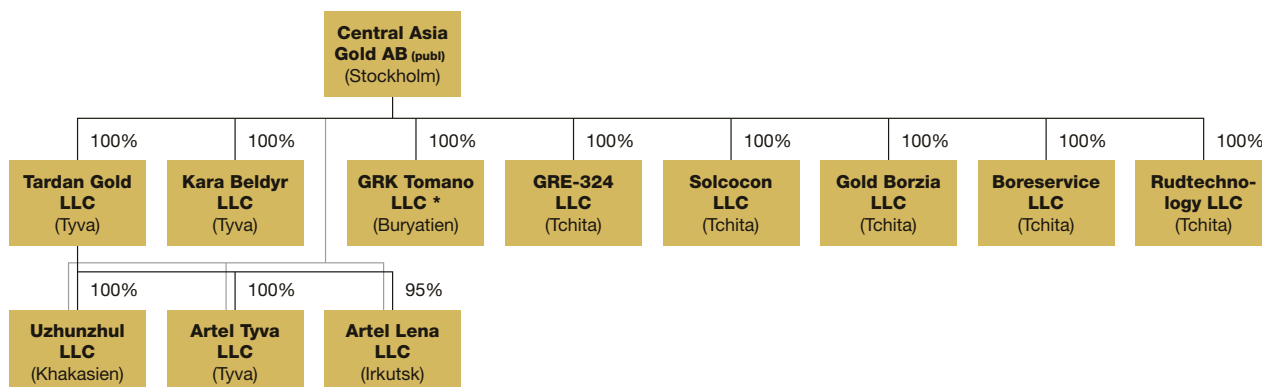 Central Asia
Gold AB (publ)
(Stockholm)
100%
100%
100%
100%
100%
100%
100%
100%
Tardan Gold
LLC
(Tyva)
Kara Beldyr
LLC
(Tyva)
GRK Tomano
LLC *
(Buryatien)
GRE-324
LLC
(Tchita)
Solcocon
LLC
(Tchita)
Gold Borzia
LLC
(Tchita)
Boreservice
LLC
(Tchita)
Rudtechno-
logy LLC
(Tchita)
100%
100%
95%
Uzhunzhul
LLC
(Khakasien)
Artel Tyva
LLC
(Tyva)
Artel Lena
LLC
(Irkutsk)